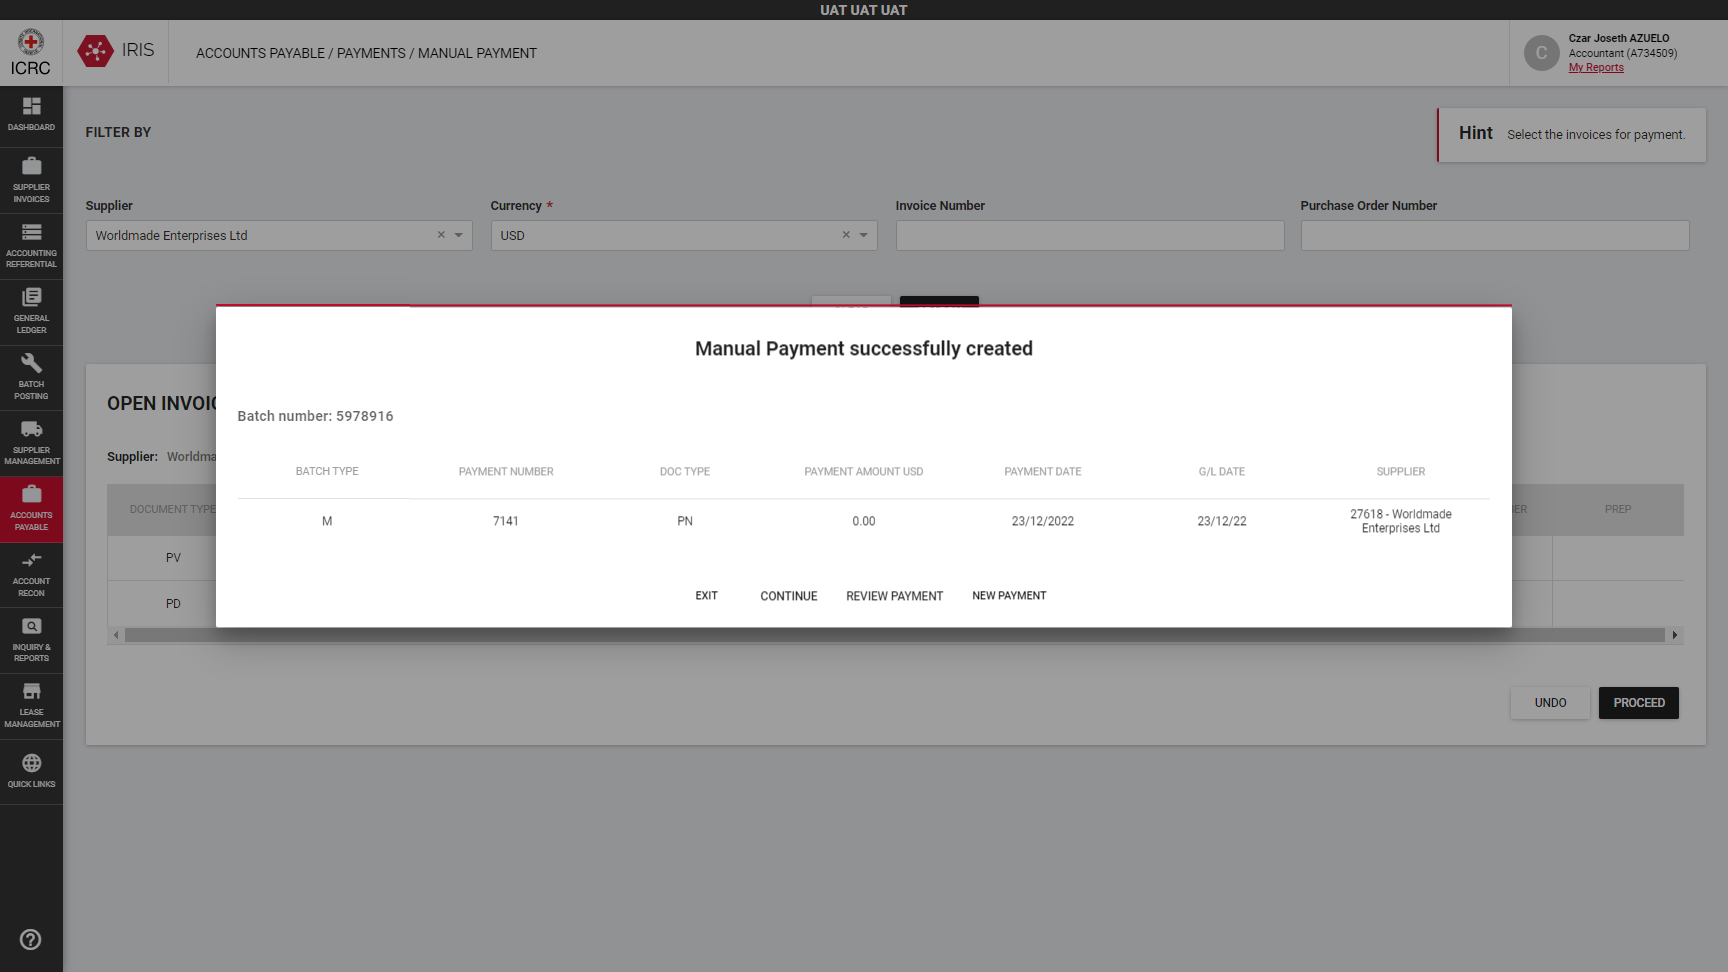 UAT UAT UAT
ICRC
IRIS
ACCOUNTS PAYABLE / PAYMENTS / MANUAL PAYMENT
C
Czar Joseth AZUELO
Accountant (A734509)
My Reports
DASHBOARD
SUPPLIER
INVOICES
ACCOUNTING
REFERENTIAL
GENERAL
LEDGER
BATCH
POSTING
SUPPLIER
MANAGEMENT
ACCOUNTS
PAYABLE
ACCOUNT
RECON
INQUIRY &
REPORTS
LEASE
MANAGEMENT
QUICK LINKS
FILTER BY
Hint Select the invoices for payment.
Supplier Currency * Invoice Number Purchase Order Number
Worldmade Enterprises Ltd × USD ×
Manual Payment successfully created
Batch number: 5978916
BATCH TYPE PAYMENT NUMBER DOC TYPE PAYMENT AMOUNT USD PAYMENT DATE G/L DATE SUPPLIER
M 7141 PN 0.00 23/12/2022 23/12/22 27618 - Worldmade
Enterprises Ltd
EXIT CONTINUE REVIEW PAYMENT NEW PAYMENT
OPEN INVOIC
Supplier: Worldma
DOCUMENT TYPE PREP
PV
PD
UNDO PROCEED